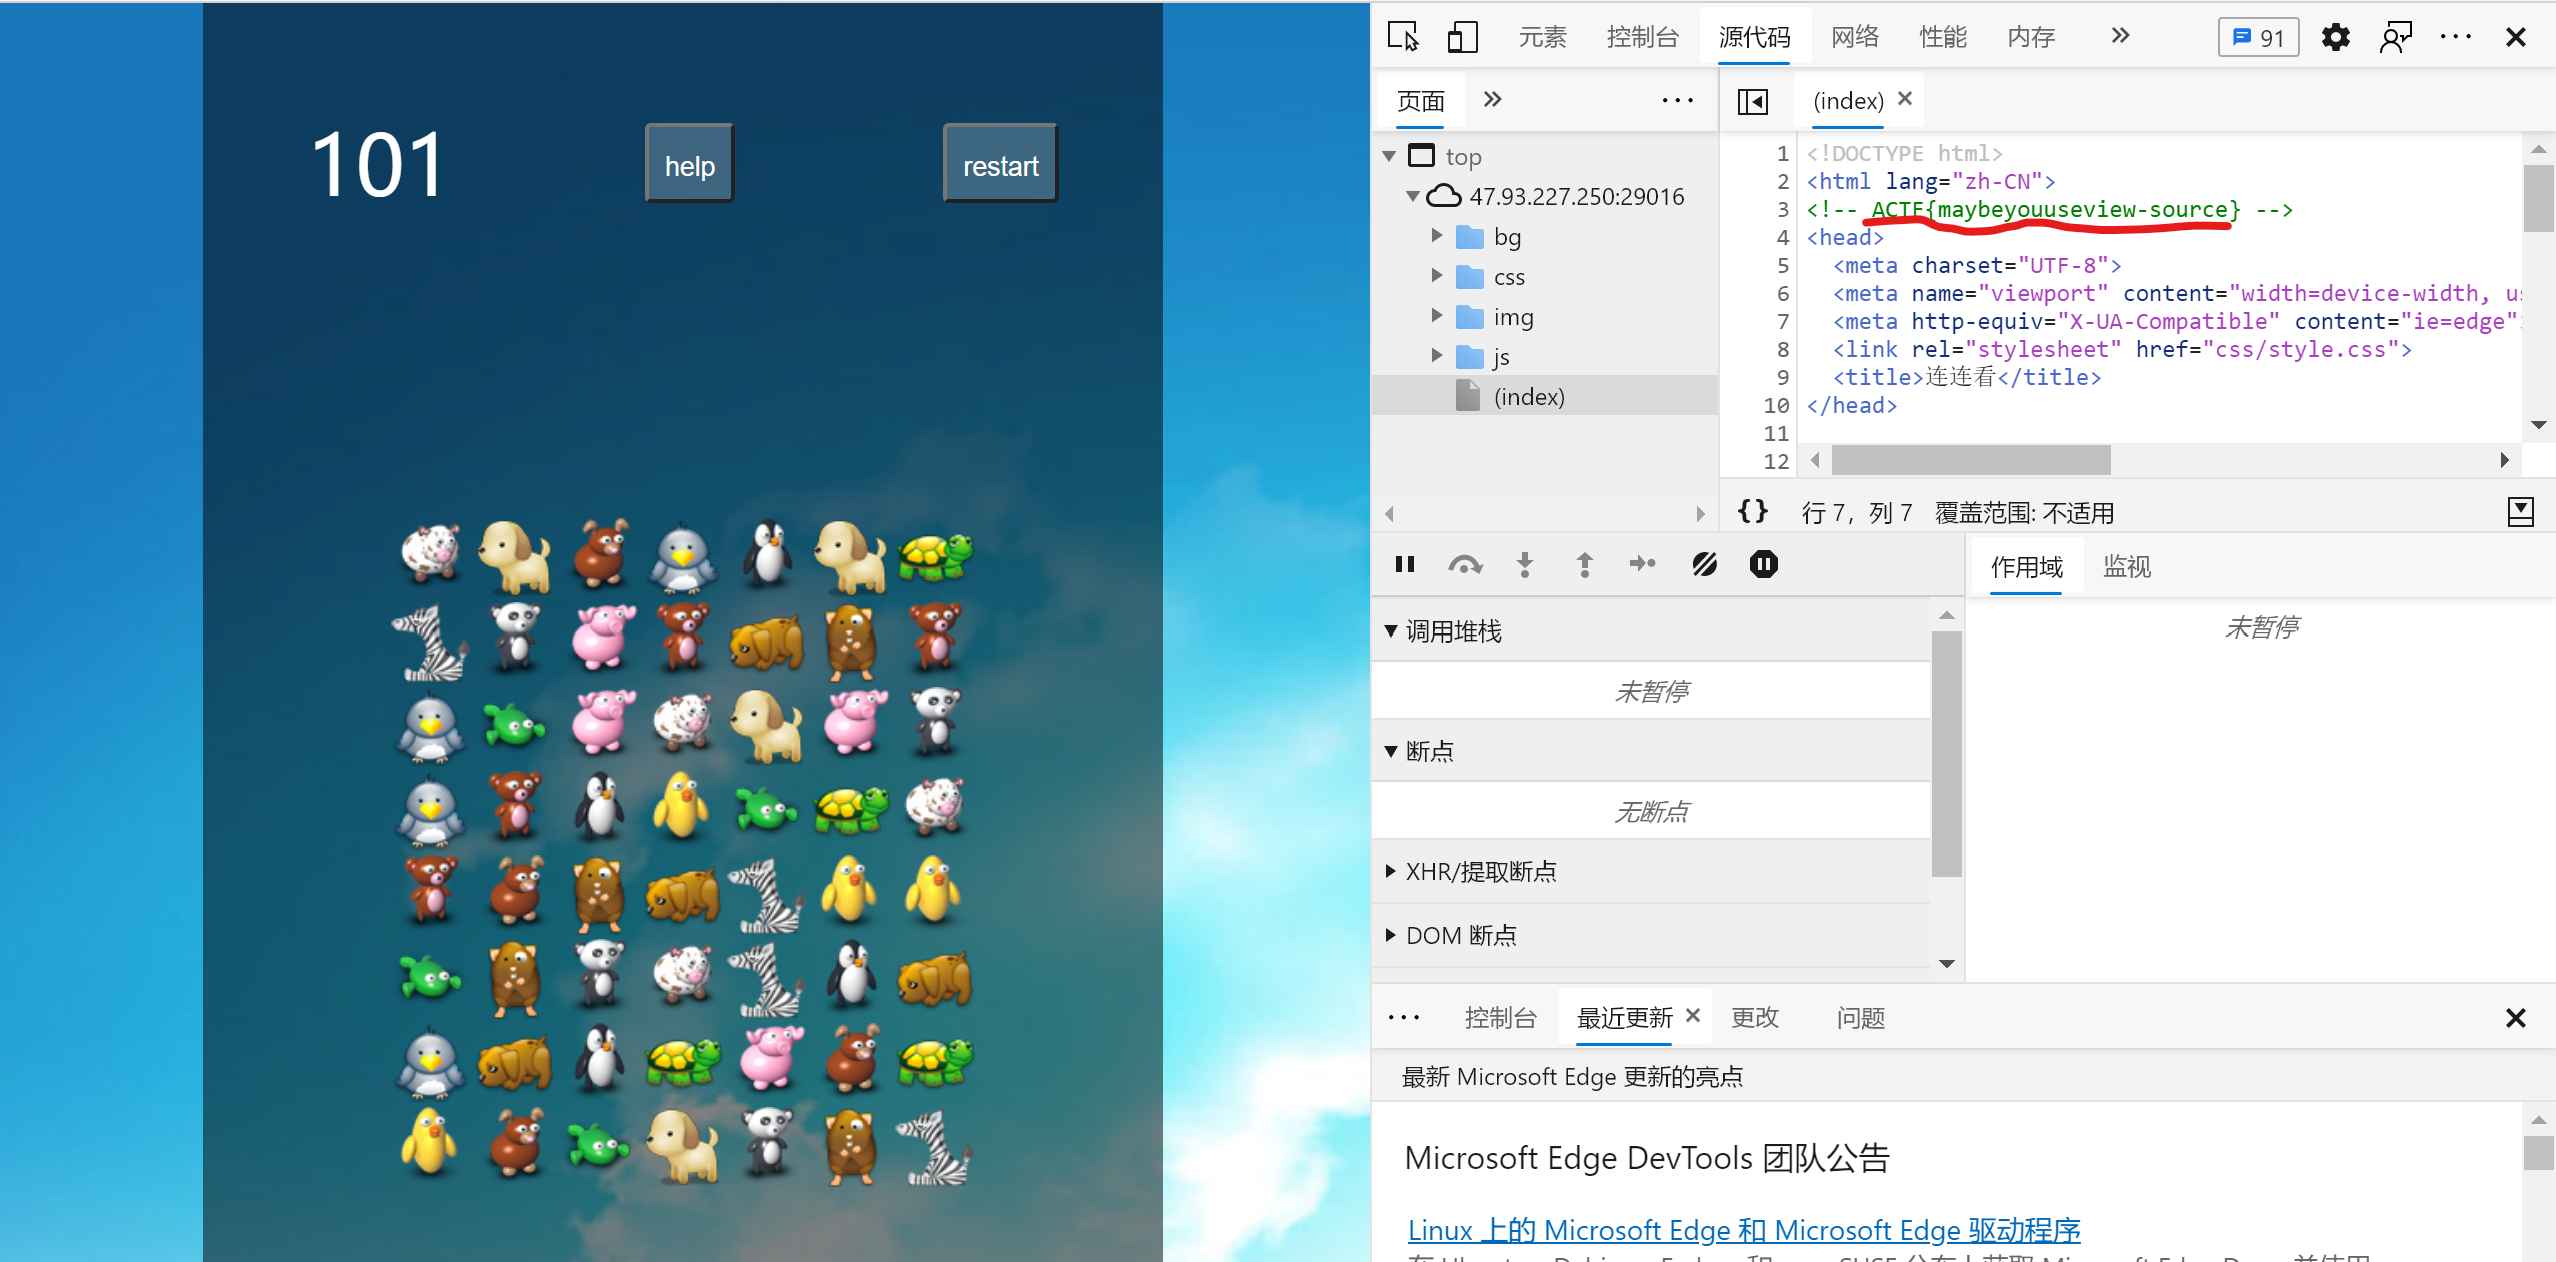 101
help
restart
元素 控制台 源代码 网络 性能 内存 91
页面
(index)
top
47.93.227.250:29016
bg
css
img
js
(index)
1 <!DOCTYPE html>
2 <html lang="zh-CN">
3 <!-- ACTF{maybeyouuseview-source} -->
4 <head>
5 <meta charset="UTF-8">
6 <meta name="viewport" content="width=device-width,
7 <meta http-equiv="X-UA-Compatible" content="ie=edge"
8 <link rel="stylesheet" href="css/style.css">
9 <title>连连看</title>
10 </head>
11
12
{} 行 7，列 7 覆盖范围: 不适用
作用域 监视
未暂停
调用堆栈
未暂停
断点
无断点
XHR/提取断点
DOM 断点
控制台 最近更新 更改 问题
最新 Microsoft Edge 更新的亮点
Microsoft Edge DevTools 团队公告
Linux 上的 Microsoft Edge 和 Microsoft Edge 驱动程序